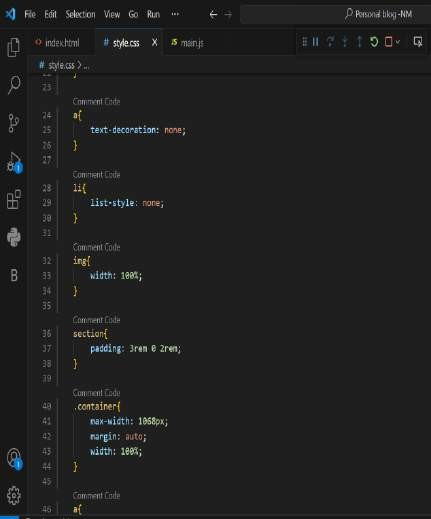 File Edit Selection View Go Run ··· Personal blog -NM
index.html # style.css X JS main.js
# style.css > ...
22 }
23
Comment Code
24 a{
25 text-decoration: none;
26 }
27
Comment Code
28 li{
29 list-style: none;
30 }
31
Comment Code
32 img{
33 width: 100%;
34 }
35
Comment Code
36 section{
37 padding: 3rem 0 2rem;
38 }
39
Comment Code
40 .container{
41 max-width: 1068px;
42 margin: auto;
43 width: 100%;
44 }
45
Comment Code
46 a{
B
1
1